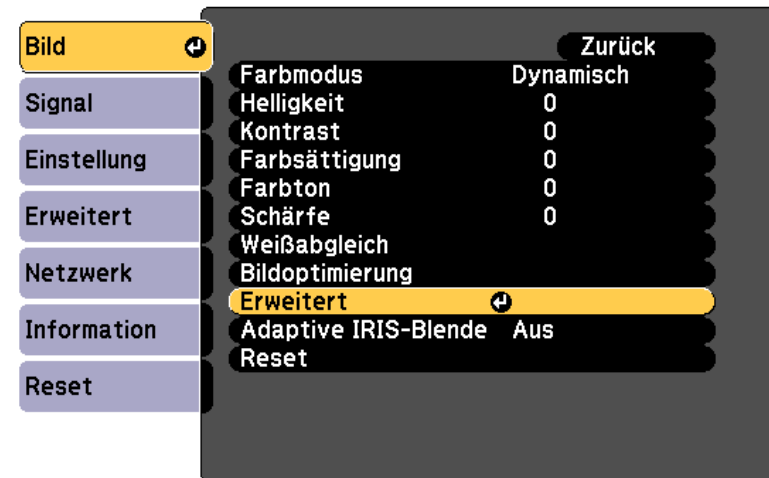 Bild
Signal
Einstellung
Erweitert
Netzwerk
Information
Reset
Zurück
Farbmodus Dynamisch
Helligkeit 0
Kontrast 0
Farbsättigung 0
Farbton 0
Schärfe 0
Weißabgleich
Bildoptimierung
Erweitert
Adaptive IRIS-Blende Aus
Reset